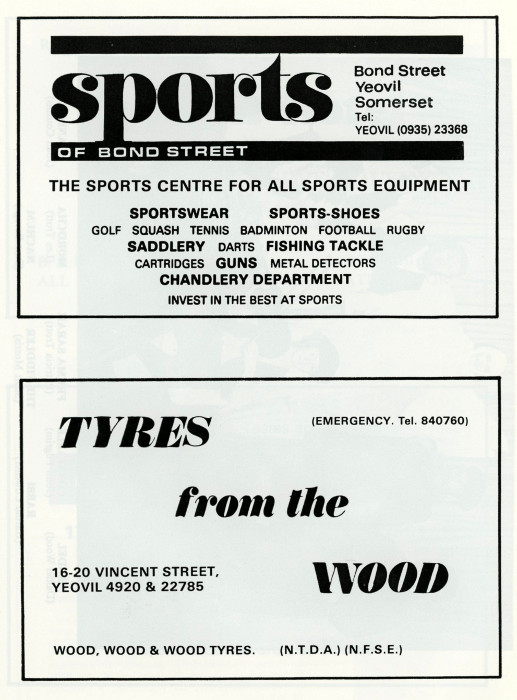 sports
Bond Street
Yeovil
Somerset
Tel:
YEOVIL (0935) 23368
OF BOND STREET
THE SPORTS CENTRE FOR ALL SPORTS EQUIPMENT
SPORTSWEAR SPORTS-SHOES
GOLF SQUASH TENNIS BADMINTON FOOTBALL RUGBY
SADDLERY DARTS FISHING TACKLE
CARTRIDGES GUNS METAL DETECTORS
CHANDLERY DEPARTMENT
INVEST IN THE BEST AT SPORTS
TYRES
(EMERGENCY. Tel. 840760)
from the
16-20 VINCENT STREET,
YEOVIL 4920 & 22785
WOOD
WOOD, WOOD & WOOD TYRES. (N.T.D.A.) (N.F.S.E.)